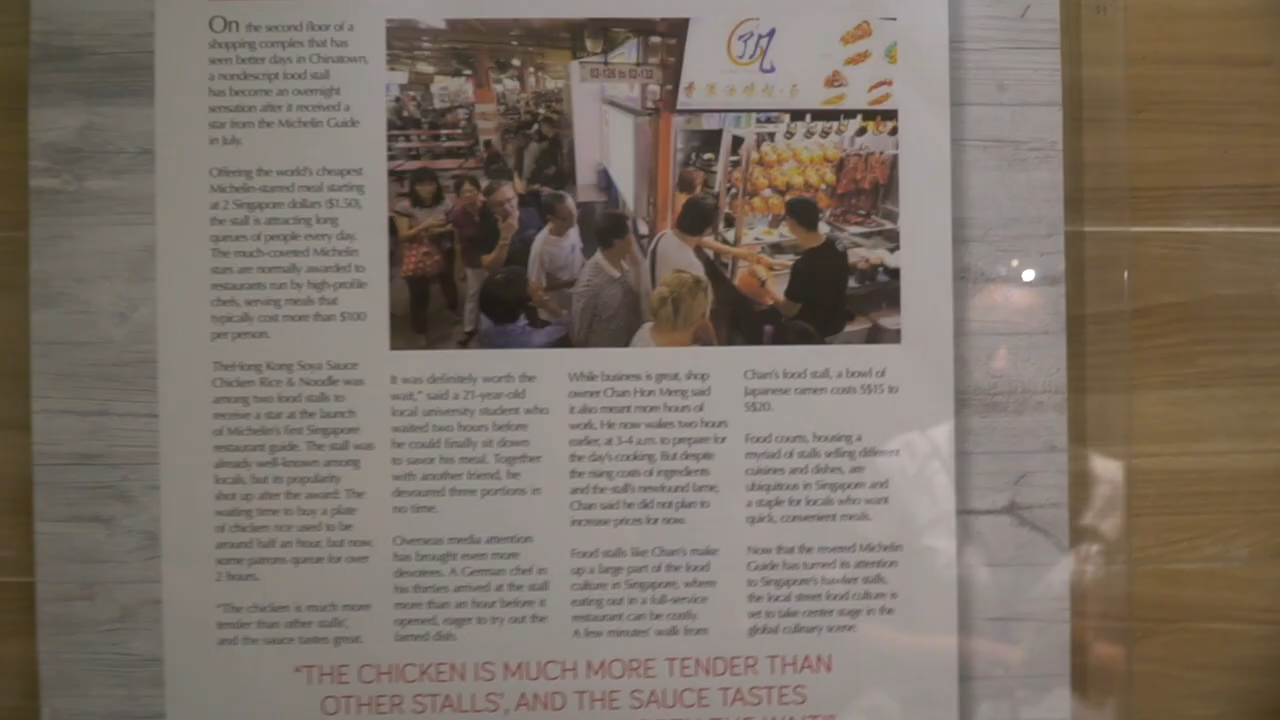 On the second floor of a
shopping complex that has
seen better days in Chinatown,
a nondescript food stall
has become an overnight
sensation after it received a
star from the Michelin Guide
in July.
Offering the world's cheapest
Michelin-starred meal starting
at 2 Singapore dollars ($1.50),
the stall is attracting long
queues of people every day.
The much-coveted Michelin
stars are normally awarded to
restaurants run by high-profile
chefs, serving meals that
typically cost more than $100
per person.
TheHong Kong Soya Sauce
Chicken Rice & Noodle was
among two food stalls to
receive a star at the launch
of Michelin's first Singapore
restaurant guide. The stall was
already well-known among
locals, but its popularity
shot up after the award: The
waiting time to buy a plate
of chicken rice used to be
around half an hour, but now,
some patrons queue for over
2 hours.
"The chicken is much more
tender than other stalls',
and the sauce tastes great.
02-126 to 02-132
It was definitely worth the
wait," said a 21-year-old
local university student who
waited two hours before
he could finally sit down
to savor his meal. Together
with another friend, he
devoured three portions in
no time.
Overseas media attention
has brought even more
devotees. A German chef in
his thirties arrived at the stall
more than an hour before it
opened, eager to try out the
famed dish.
While business is great, shop
owner Chan Hon Meng said
it also meant more hours of
work. He now wakes two hours
earlier, at 3-4 a.m. to prepare for
the day's cooking. But despite
the rising costs of ingredients
and the stall's newfound fame,
Chan said he did not plan to
increase prices for now.
Food stalls like Chan's make
up a large part of the food
culture in Singapore, where
eating out in a full-service
restaurant can be costly.
A few minutes' walk from
Chan's food stall, a bowl of
Japanese ramen costs S$15 to
S$20.
Food courts, housing a
myriad of stalls selling different
cuisines and dishes, are
ubiquitous in Singapore and
a staple for locals who want
quick, convenient meals.
Now that the revered Michelin
Guide has turned its attention
to Singapore's hawker stalls,
the local street food culture is
set to take center stage in the
global culinary scene.
"THE CHICKEN IS MUCH MORE TENDER THAN
OTHER STALLS', AND THE SAUCE TASTES